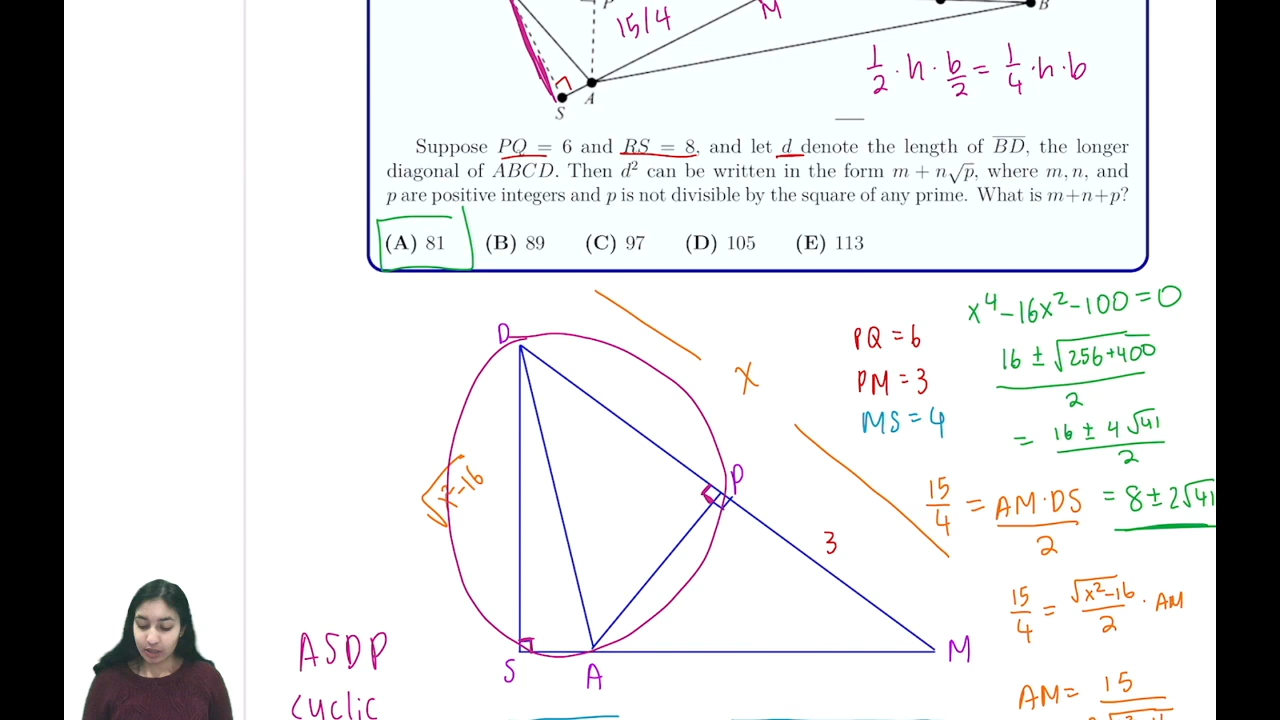 P
15/4
M
B
1/2 · h · b/2 = 1/4 · h · b
S
A
Suppose PQ = 6 and RS = 8, and let d denote the length of BD, the longer
diagonal of ABCD. Then d² can be written in the form m + n√p, where m, n, and
p are positive integers and p is not divisible by the square of any prime. What is m+n+p?
(A) 81 (B) 89 (C) 97 (D) 105 (E) 113
x⁴-16x²-100=0
D
PQ = 6
16 ± √256+400 / 2
X
PM = 3
MS = 4
= 16 ± 4√41 / 2
√x²-16
P
15/4 = AM·DS / 2
= 8 ± 2√41
3
15/4 = √x²-16 / 2 · AM
ASDP
S
A
M
cyclic
AM = 15